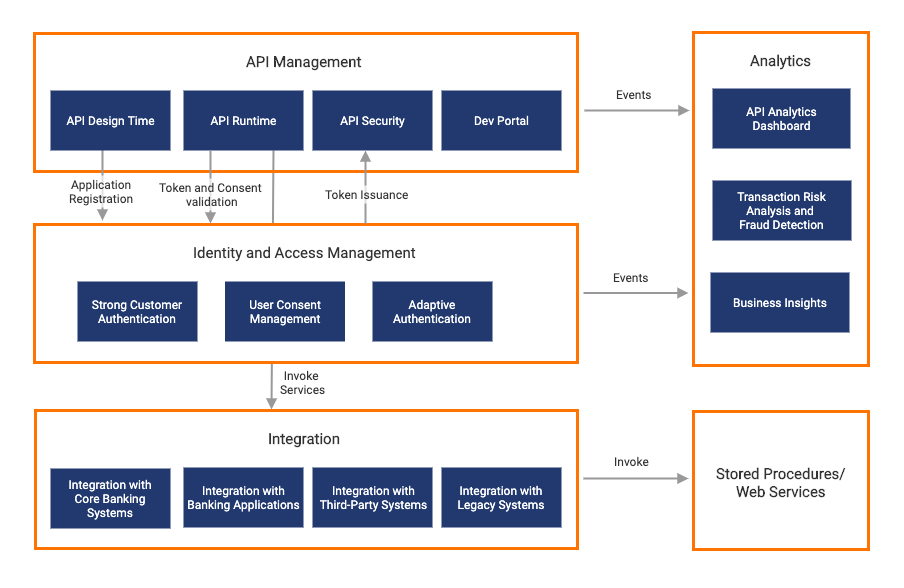 API Management
API Design Time
API Runtime
API Security
Dev Portal
Events
Analytics
API Analytics
Dashboard
Transaction Risk
Analysis and
Fraud Detection
Business Insights
Application
Registration
Token and Consent
validation
Token Issuance
Identity and Access Management
Strong Customer
Authentication
User Consent
Management
Adaptive
Authentication
Events
Invoke
Services
Integration
Integration with
Core Banking
Systems
Integration with
Banking Applications
Integration with
Third-Party Systems
Integration with
Legacy Systems
Invoke
Stored Procedures/
Web Services